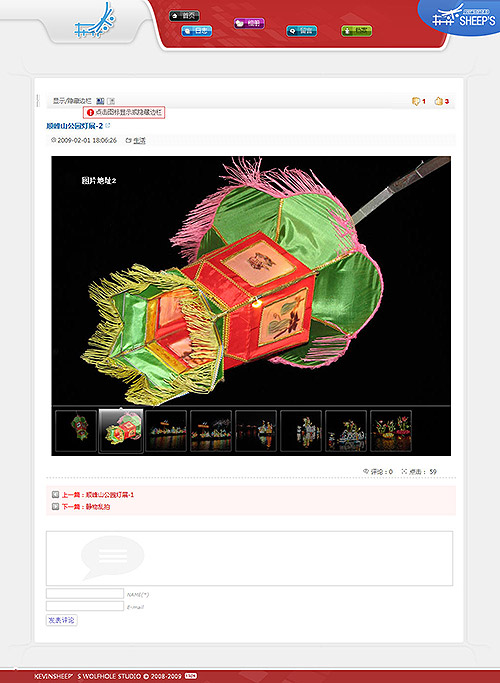 首页
相册
日志
留言
SHEEP'S
显示/隐藏边栏
1
3
点击图标显示或隐藏边栏
顺峰山公园灯展-2
2009-02-01 18:06:26 生活
图片地址2
评论：0 点击： 59
上一篇：顺峰山公园灯展-1
下一篇：静物乱拍
NAME(*)
E-mail
发表评论
KEVINSHEEP'S WOLFHOLE STUDIO © 2008-2009